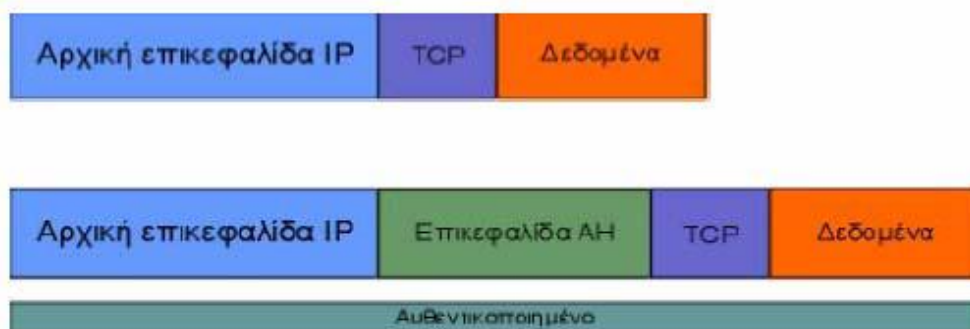 Αρχική επικεφαλίδα IP TCP Δεδομένα
Αρχική επικεφαλίδα IP Επικεφαλίδα AH TCP Δεδομένα
Αυθεντικοποιημένο